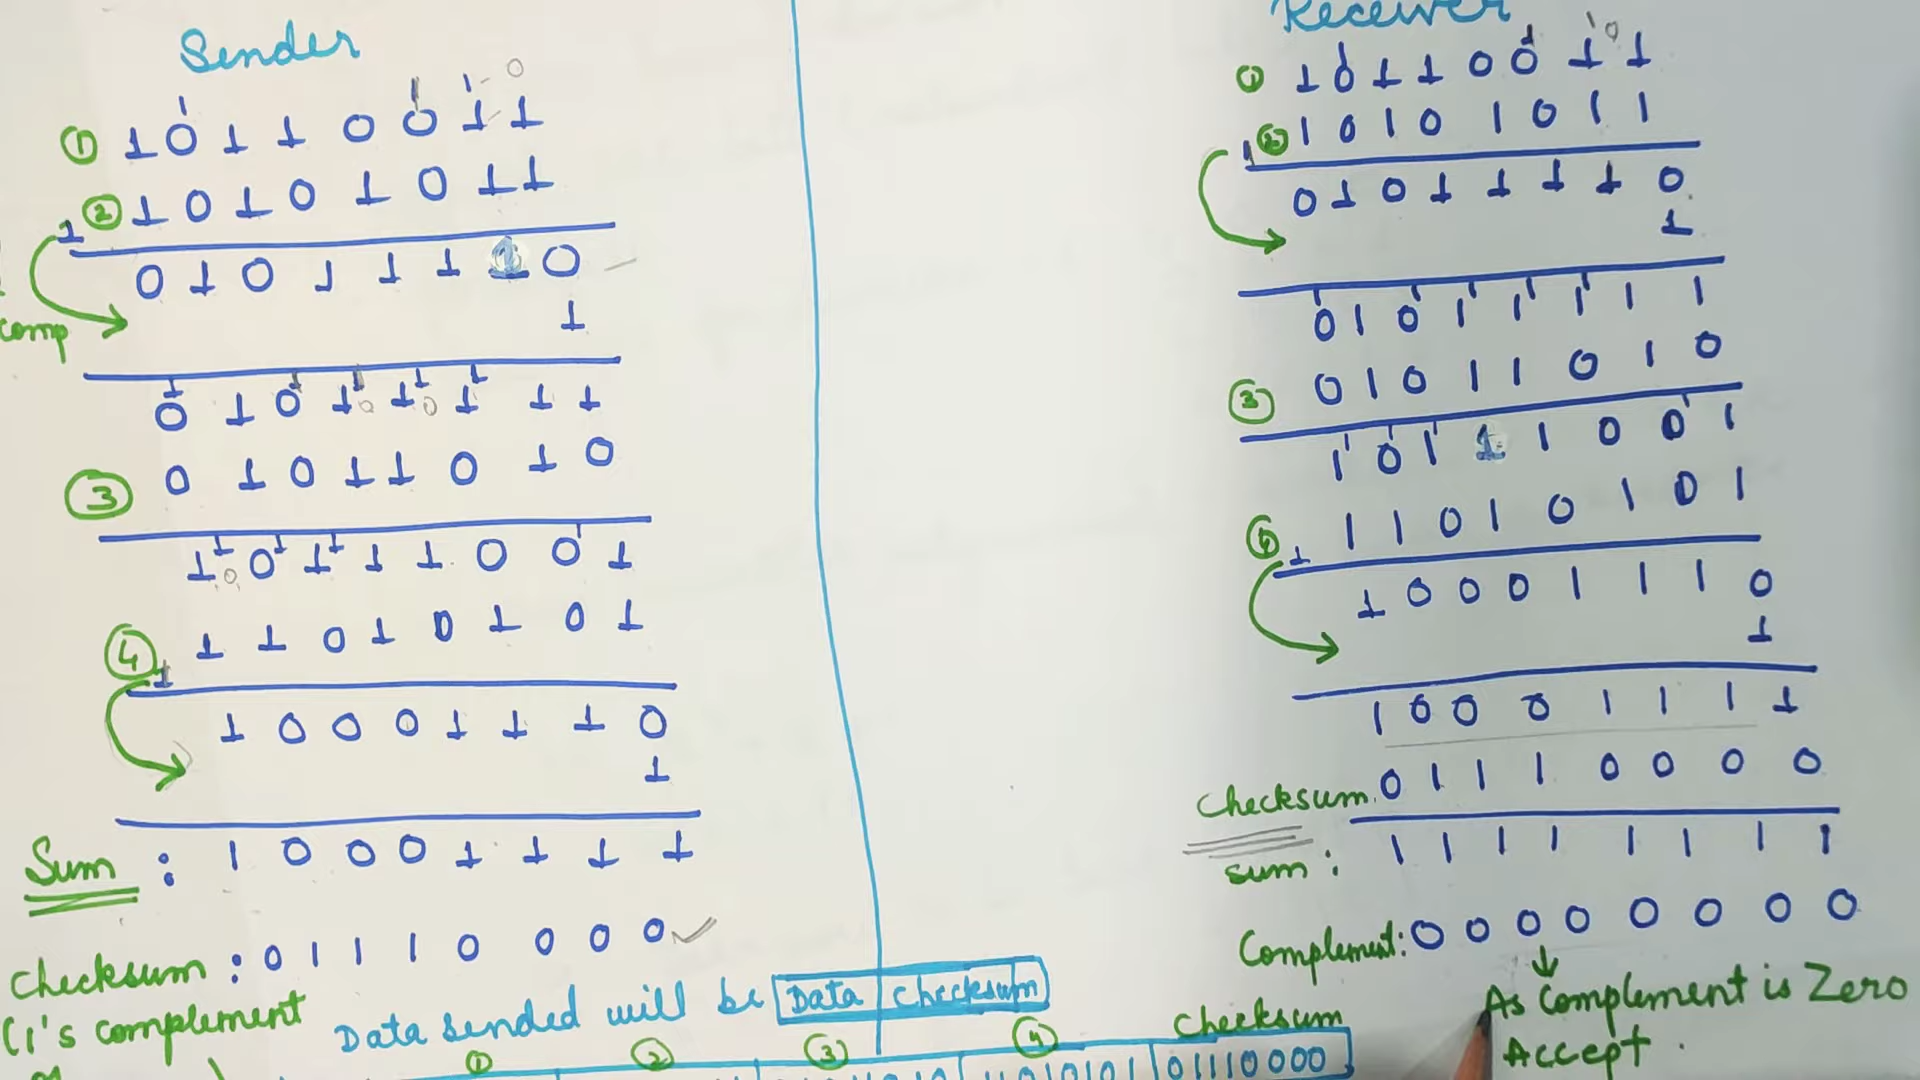 Sender
① 1 0 1 1 0 0 1 1
② 1 0 1 0 1 0 1 1
1
0 1 0 1 1 1 1 0
1
comp
0 1 0 1 1 1 1 1
③ 0 1 0 1 1 0 1 0
1 0 1 1 1 0 0 1
④ 1 1 0 1 0 1 0 1
1
1 0 0 0 1 1 1 0
1
Sum : 1 0 0 0 1 1 1 1
Checksum : 0 1 1 1 0 0 0 0
(1's complement
Data sended will be Data Checksum
① ② ③ ④ Checksum
11010101 01110000
Receiver
① 1 0 1 1 0 0 1 1
② 1 0 1 0 1 0 1 1
1
0 1 0 1 1 1 1 0
1
0 1 0 1 1 1 1 1
③ 0 1 0 1 1 0 1 0
1 0 1 1 1 0 0 1
1 1 0 1 0 1 0 1
1
1 0 0 0 1 1 1 0
1
1 0 0 0 1 1 1 1
Checksum. 0 1 1 1 0 0 0 0
sum : 1 1 1 1 1 1 1 1
Complement: 0 0 0 0 0 0 0 0
As Complement is Zero
Accept.